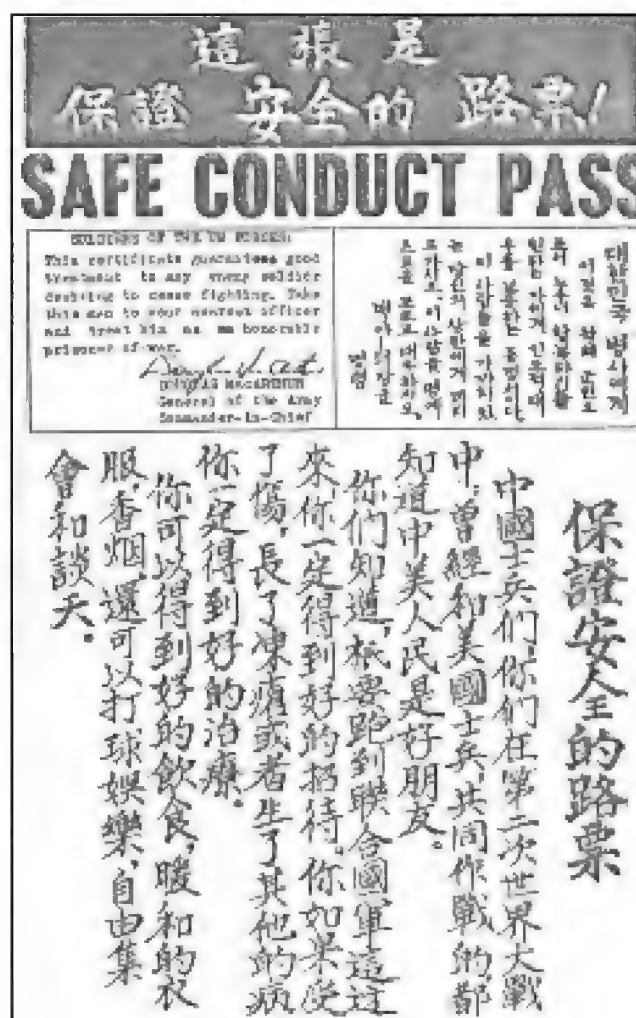 這張是
保證 安全的 路票!
SAFE CONDUCT PASS
SOLDIERS OF THE UN FORCES:
This certificate guarantees good
treatment to any enemy soldier
desiring to cease fighting. Take
this man to your nearest officer
and treat him as an honorable
prisoner of war.
DOUGLAS MACARTHUR
General of the Army
Commander-in-Chief
保證安全的路票
中國士兵們,你們在第二次世界大戰
中,曾經和美國士兵,共同作戰的,都
知道中美人民是好朋友。
你們知道,祇要跑到聯合國軍這邊
來,你一定得到好的招待。你如果受
了傷,長了凍瘡或者生了其他的病
你一定得到好的治療。
你可以得到好的飲食,暖和的衣
服,香烟,還可以打球娛樂,自由集
會和談天。